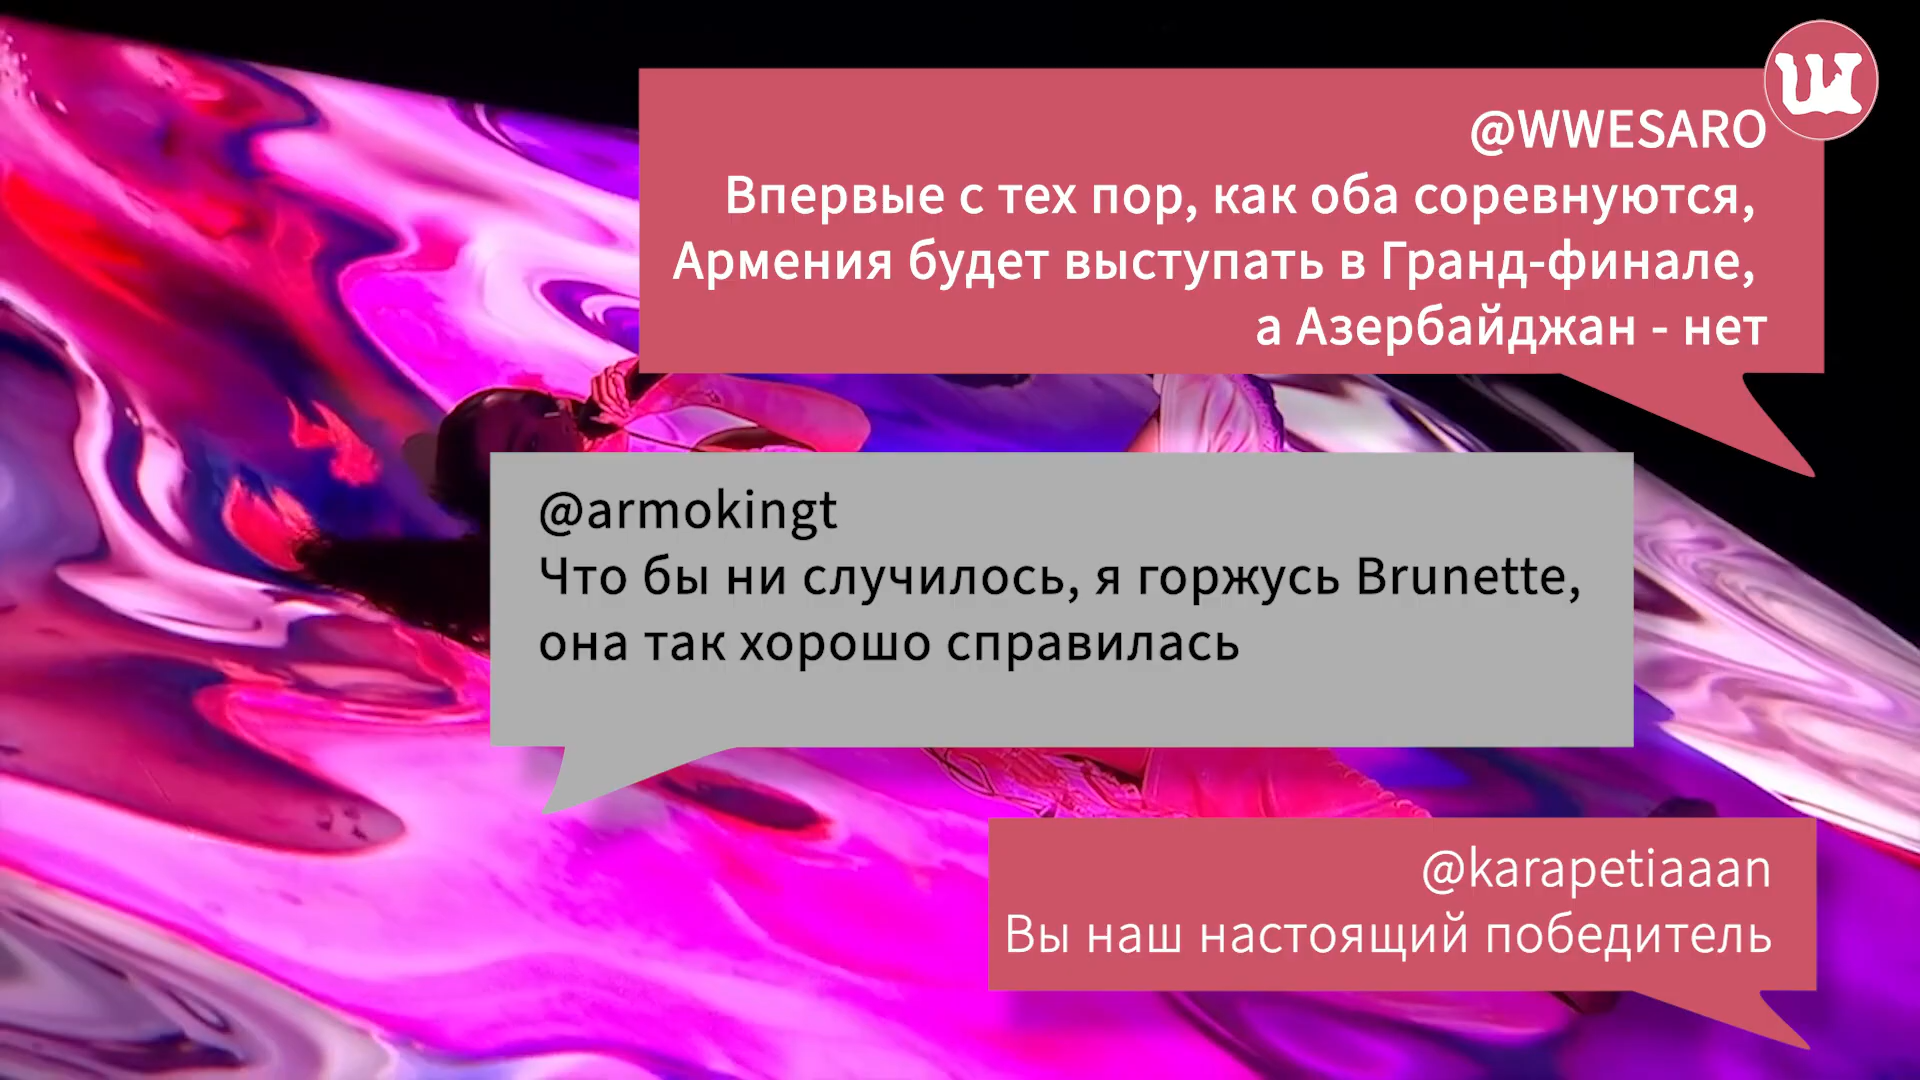 Ш
@WWESARO
Впервые с тех пор, как оба соревнуются,
Армения будет выступать в Гранд-финале,
а Азербайджан - нет
@armokingt
Что бы ни случилось, я горжусь Brunette,
она так хорошо справилась
@karapetiaaan
Вы наш настоящий победитель